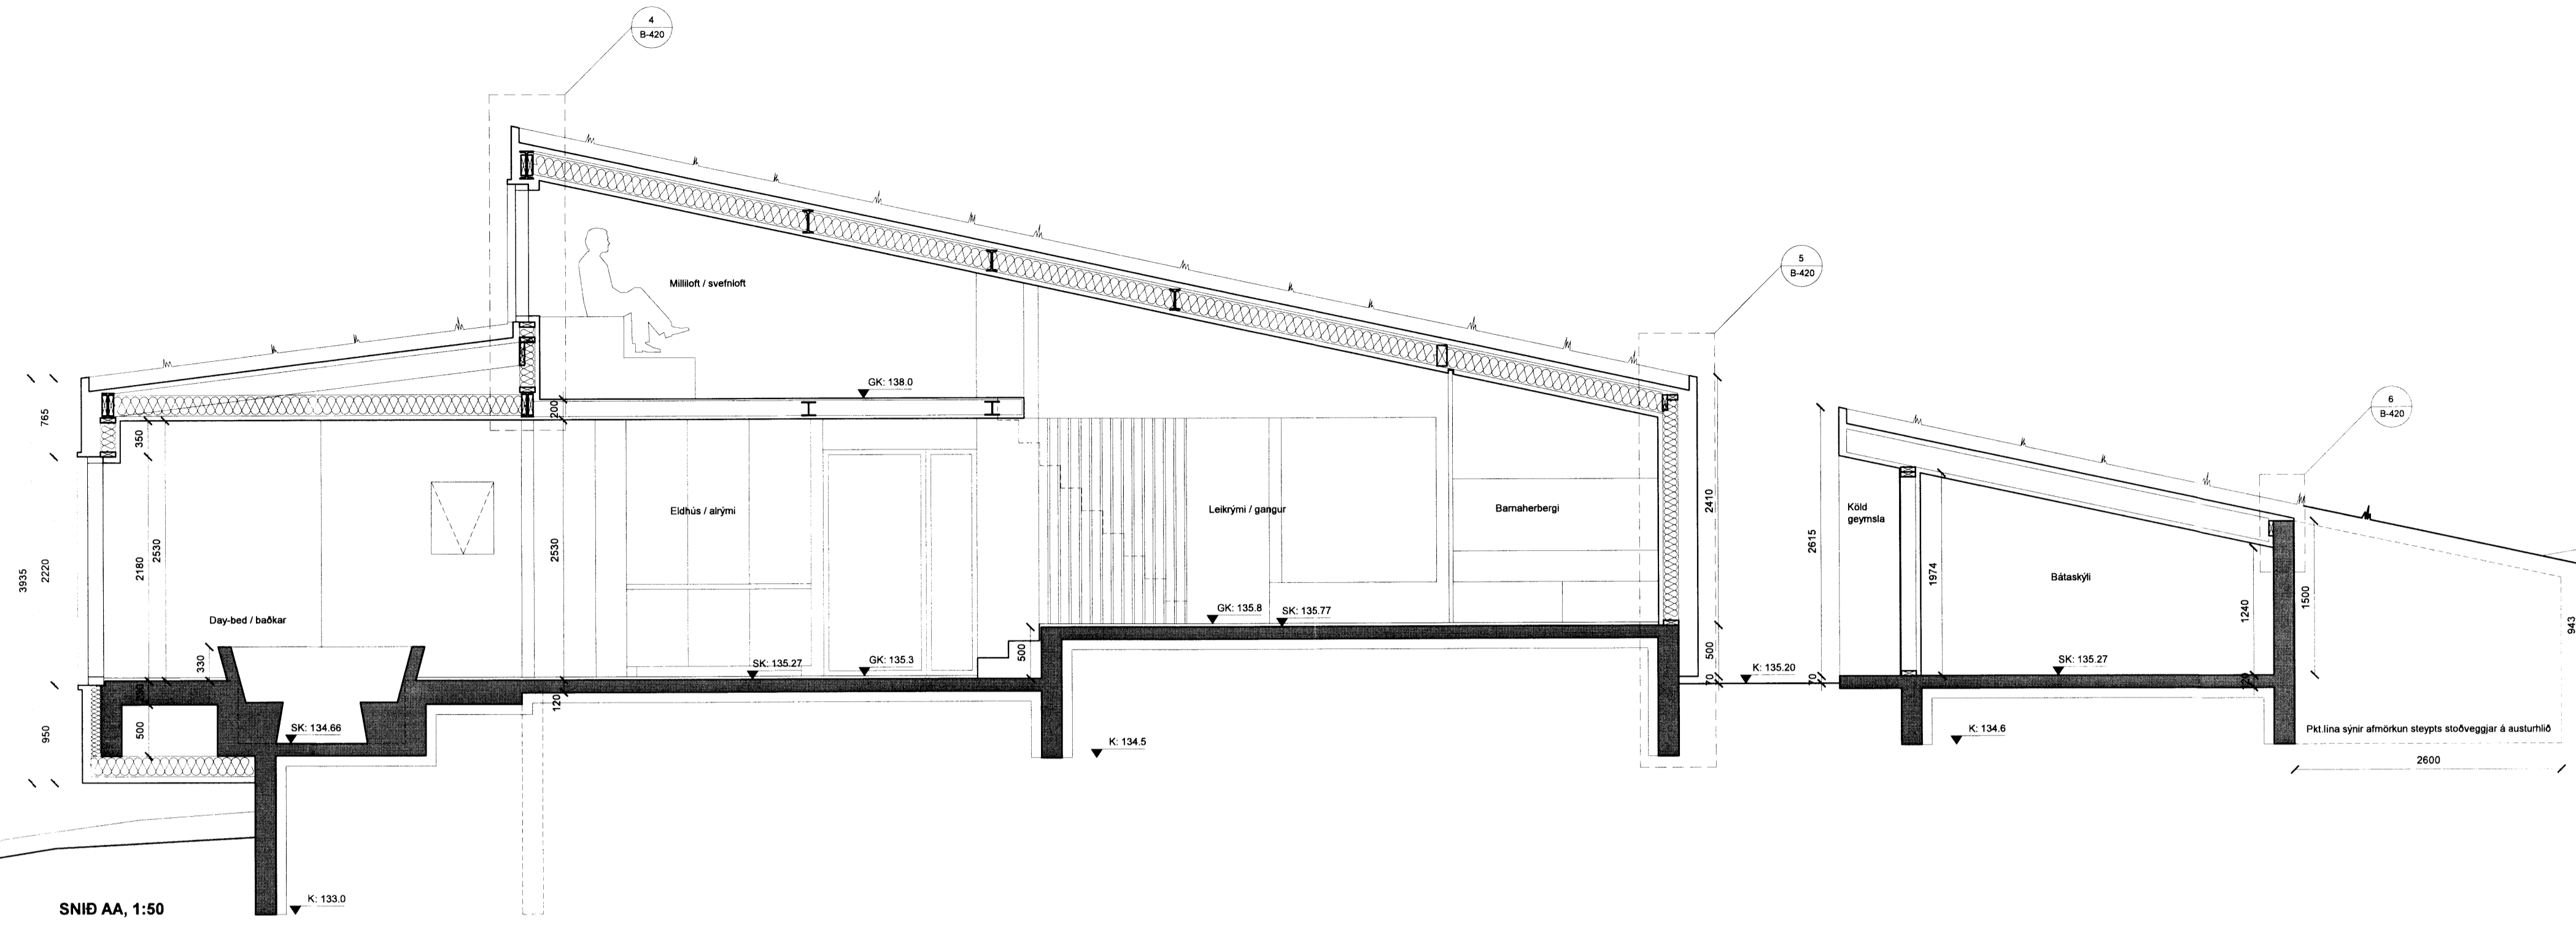 4
B-420
5
B-420
6
B-420
Milliloft / svefnloft
GK: 138.0
765
350
200
2530
2180
2220
3935
2530
Eldhús / alrými
Leikrými / gangur
Barnaherbergi
2410
2615
Köld
geymsla
1974
Bátaskýli
1240
1500
943
Day-bed / baðkar
330
SK: 135.27
GK: 135.3
500
GK: 135.8
SK: 135.77
500
70
K: 135.20
70
SK: 135.27
120
950
500
SK: 134.66
120
K: 134.5
K: 134.6
Pkt.lína sýnir afmörkun steypts stoðveggjar á austurhlið
2600
K: 133.0
SNIÐ AA, 1:50